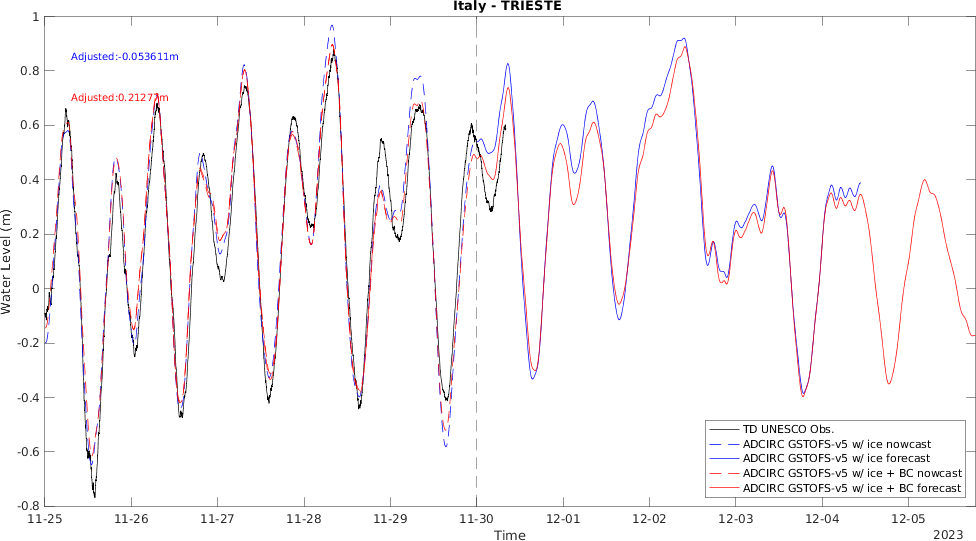 Italy - TRIESTE
Adjusted:-0.053611m
Adjusted:0.21277m
Water Level (m)
1
0.8
0.6
0.4
0.2
0
-0.2
-0.4
-0.6
-0.8
11-25 11-26 11-27 11-28 11-29 11-30 12-01 12-02 12-03 12-04 12-05
Time
2023
TD UNESCO Obs.
ADCIRC GSTOFS-v5 w/ ice nowcast
ADCIRC GSTOFS-v5 w/ ice forecast
ADCIRC GSTOFS-v5 w/ ice + BC nowcast
ADCIRC GSTOFS-v5 w/ ice + BC forecast